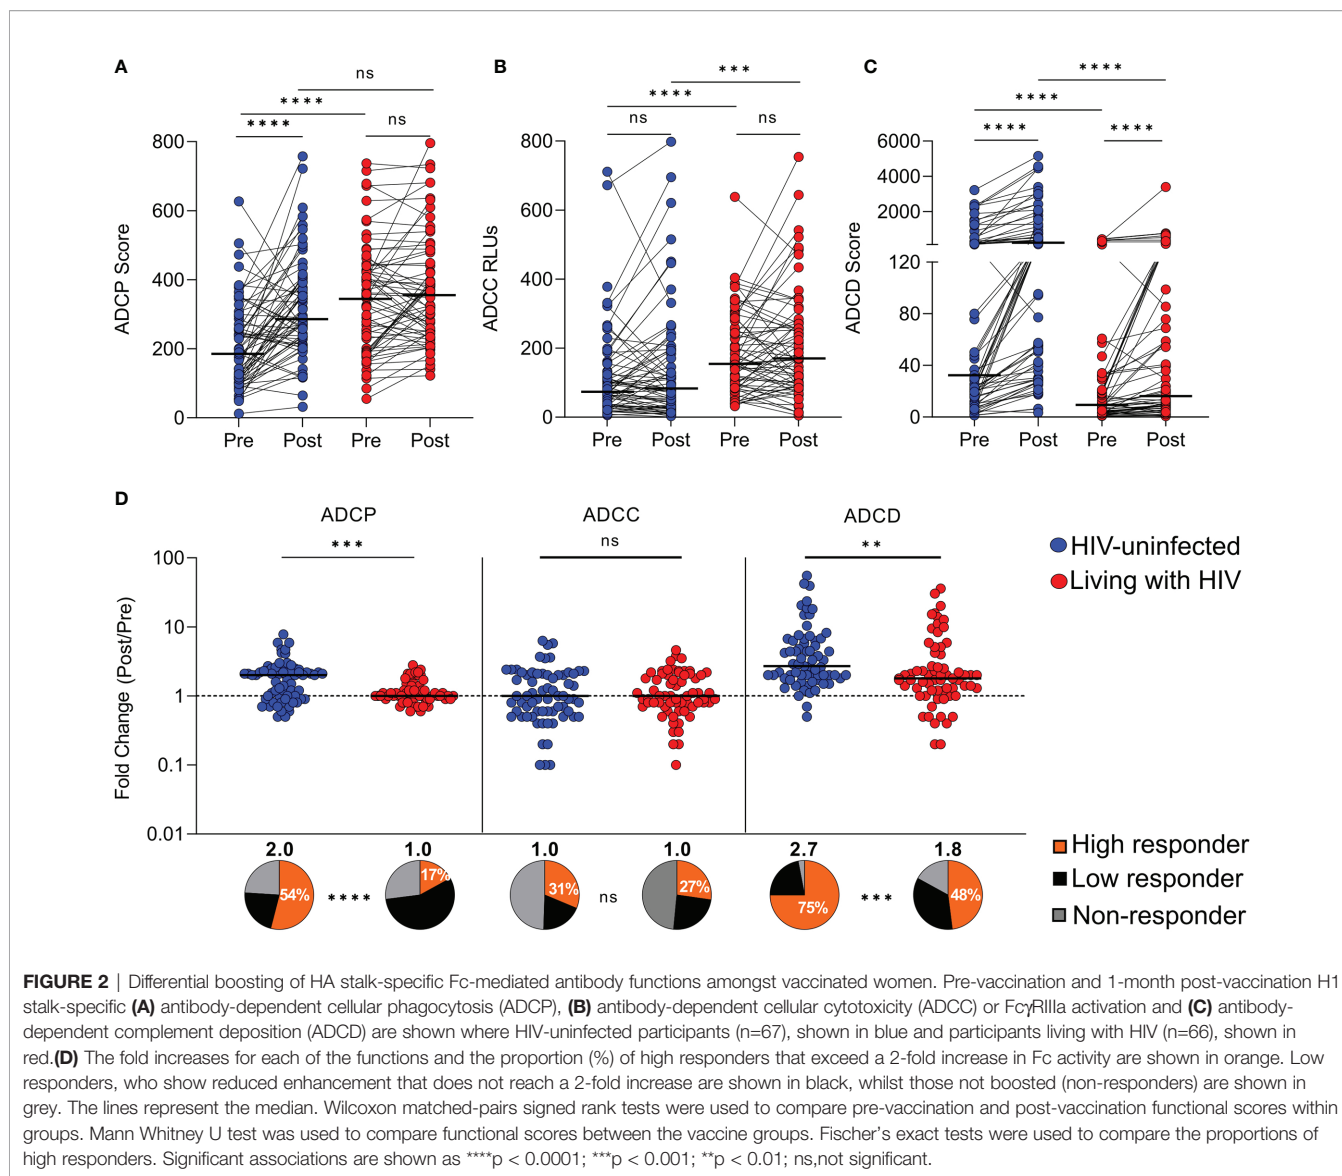 A
B
C
ns
****
****
ns
***
****
ns
ns
****
****
****
****
ADCP Score
800
600
400
200
0
Pre
Post
Pre
Post
ADCC RLUs
800
600
400
200
0
Pre
Post
Pre
Post
ADCD Score
6000
4000
2000
120
80
40
0
Pre
Post
Pre
Post
D
ADCP
ADCC
ADCD
***
ns
**
Fold Change (Post/Pre)
100
10
1
0.1
0.01
HIV-uninfected
Living with HIV
2.0
1.0
1.0
1.0
2.7
1.8
54%
****
17%
31%
ns
27%
75%
***
48%
High responder
Low responder
Non-responder
FIGURE 2 | Differential boosting of HA stalk-specific Fc-mediated antibody functions amongst vaccinated women. Pre-vaccination and 1-month post-vaccination H1
stalk-specific (A) antibody-dependent cellular phagocytosis (ADCP), (B) antibody-dependent cellular cytotoxicity (ADCC) or FcγRIIIa activation and (C) antibody-
dependent complement deposition (ADCD) are shown where HIV-uninfected participants (n=67), shown in blue and participants living with HIV (n=66), shown in
red.(D) The fold increases for each of the functions and the proportion (%) of high responders that exceed a 2-fold increase in Fc activity are shown in orange. Low
responders, who show reduced enhancement that does not reach a 2-fold increase are shown in black, whilst those not boosted (non-responders) are shown in
grey. The lines represent the median. Wilcoxon matched-pairs signed rank tests were used to compare pre-vaccination and post-vaccination functional scores within
groups. Mann Whitney U test was used to compare functional scores between the vaccine groups. Fischer's exact tests were used to compare the proportions of
high responders. Significant associations are shown as ****p < 0.0001; ***p < 0.001; **p < 0.01; ns,not significant.